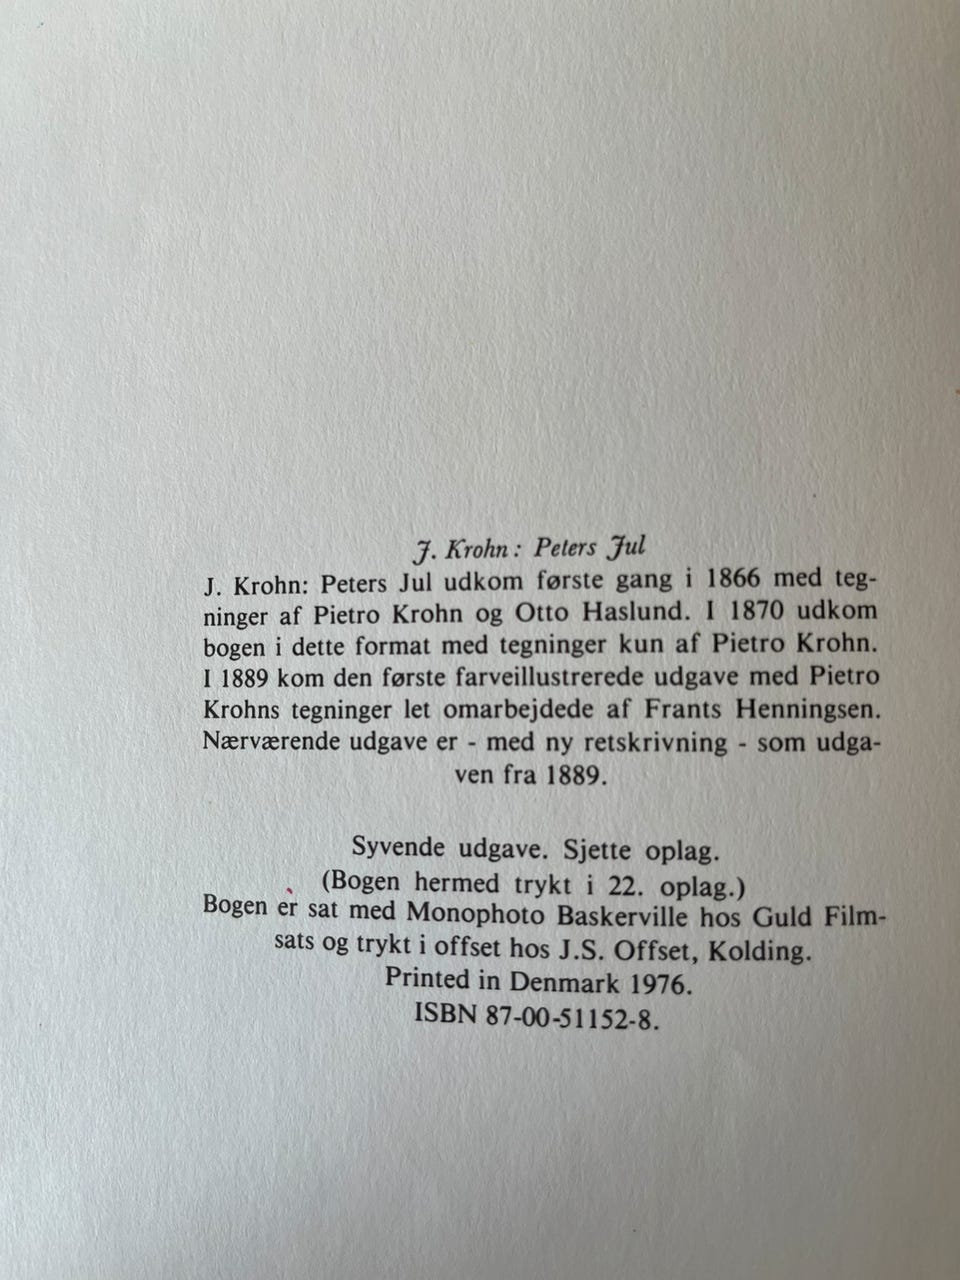 J. Krohn: Peters Jul
J. Krohn: Peters Jul udkom første gang i 1866 med teg-
ninger af Pietro Krohn og Otto Haslund. I 1870 udkom
bogen i dette format med tegninger kun af Pietro Krohn.
I 1889 kom den første farveillustrerede udgave med Pietro
Krohns tegninger let omarbejdede af Frants Henningsen.
Nærværende udgave er - med ny retskrivning - som udga-
ven fra 1889.
Syvende udgave. Sjette oplag.
(Bogen hermed trykt i 22. oplag.)
Bogen er sat med Monophoto Baskerville hos Guld Film-
sats og trykt i offset hos J.S. Offset, Kolding.
Printed in Denmark 1976.
ISBN 87-00-51152-8.